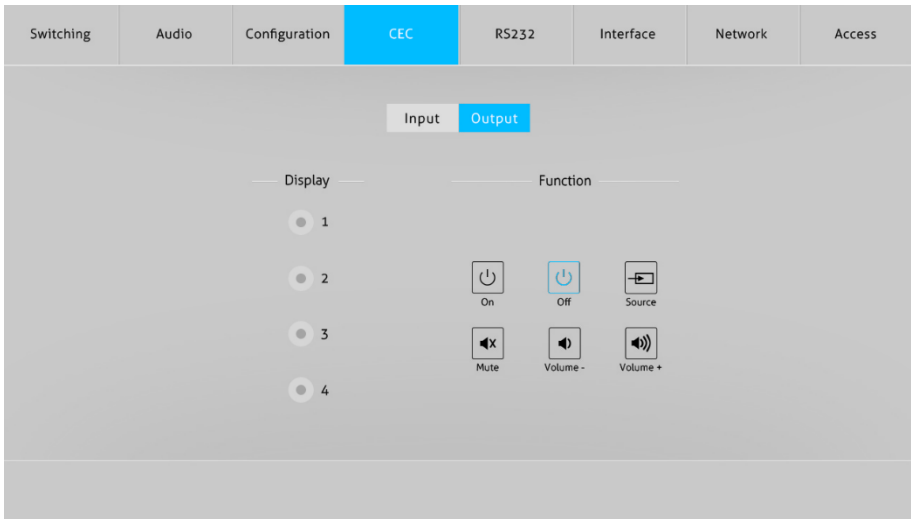 Switching Audio Configuration CEC RS232 Interface Network Access
Input Output
Display Function
1
2
On Off Source
3
Mute Volume - Volume +
4